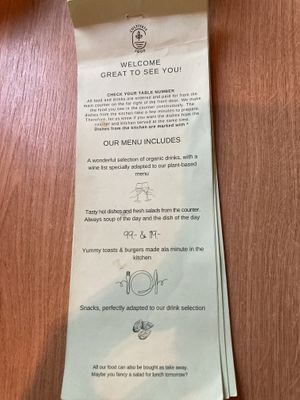 CULTIVATE
FOOD
WELCOME
GREAT TO SEE YOU!
CHECK YOUR TABLE NUMBER
All food and drinks are ordered and paid for from the
main counter on the far right of the front door. We make
the food you see in the counter continuously. The
dishes from the kitchen take a few minutes to prepare.
Therefore, let us know if you want the dishes from the
counter and kitchen served at the same time.
Dishes from the kitchen are marked with *
OUR MENU INCLUDES
A wonderful selection of organic drinks, with a
wine list specially adapted to our plant-based
menu
Tasty hot dishes and fresh salads from the counter.
Always soup of the day and the dish of the day
99:- & 119:-
Yummy toasts & burgers made ala minute in the
kitchen
Snacks, perfectly adapted to our drink selection
All our food can also be bought as take away.
Maybe you fancy a salad for lunch tomorrow?